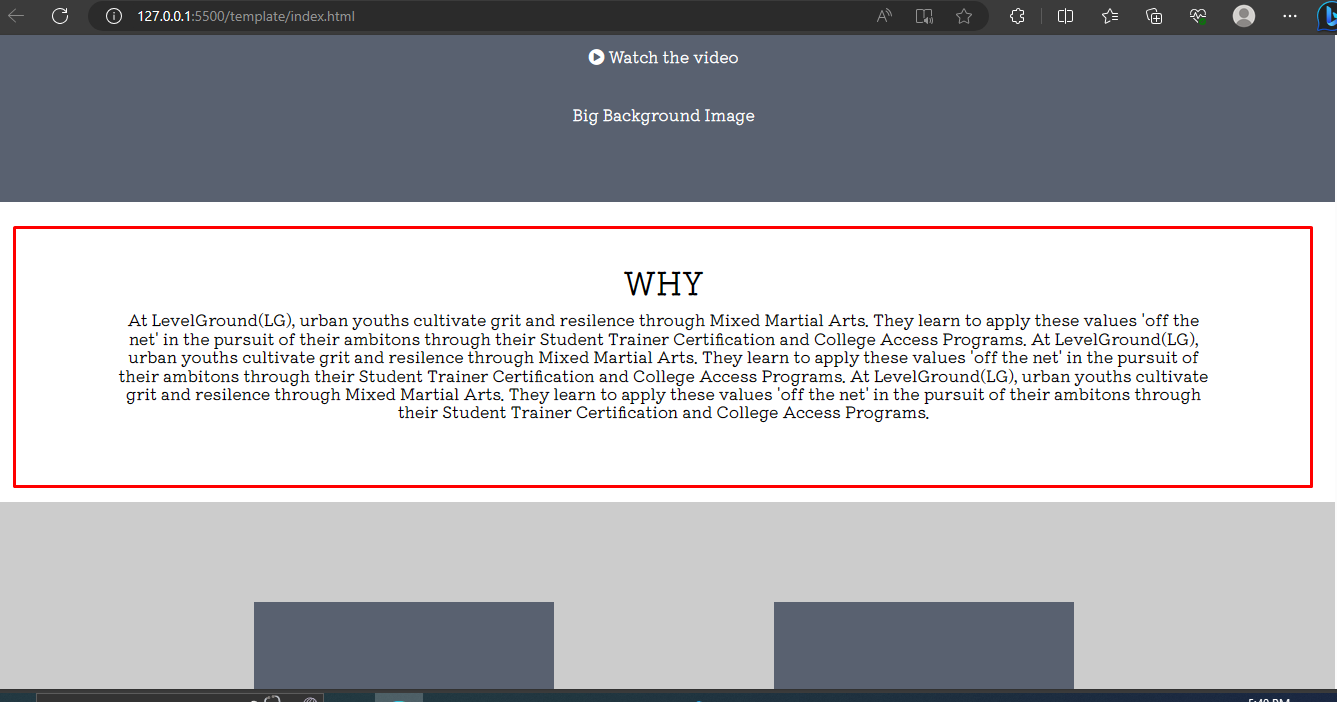 127.0.0.1:5500/template/index.html
Watch the video
Big Background Image
WHY
At LevelGround(LG), urban youths cultivate grit and resilence through Mixed Martial Arts. They learn to apply these values 'off the
net' in the pursuit of their ambitons through their Student Trainer Certification and College Access Programs. At LevelGround(LG),
urban youths cultivate grit and resilence through Mixed Martial Arts. They learn to apply these values 'off the net' in the pursuit of
their ambitons through their Student Trainer Certification and College Access Programs. At LevelGround(LG), urban youths cultivate
grit and resilence through Mixed Martial Arts. They learn to apply these values 'off the net' in the pursuit of their ambitons through
their Student Trainer Certification and College Access Programs.